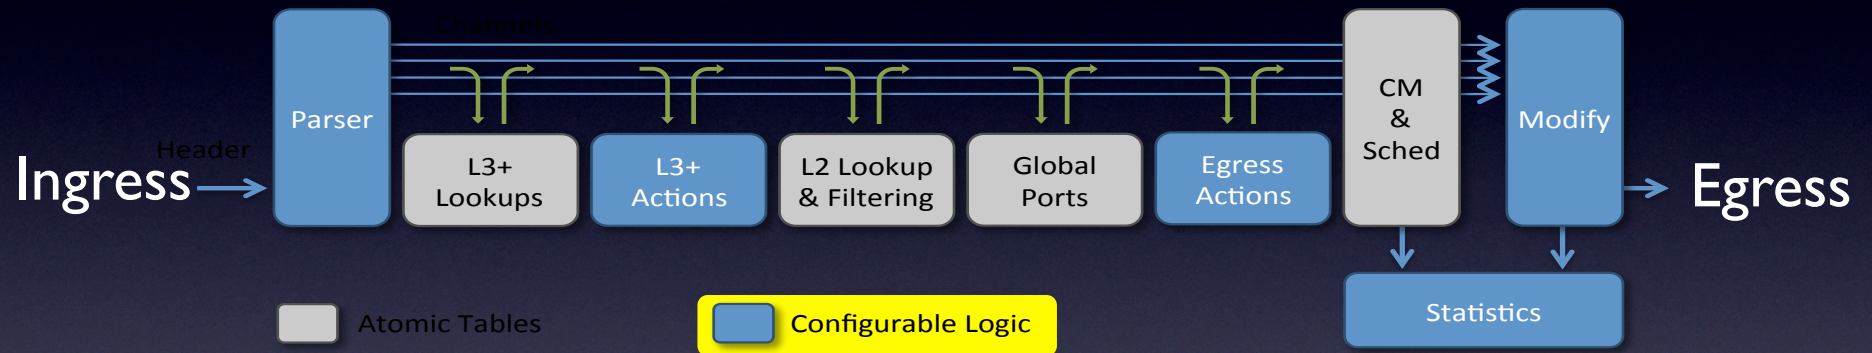 Channels
Parser
CM
&
Sched
Modify
Header
Ingress
L3+
Lookups
L3+
Actions
L2 Lookup
& Filtering
Global
Ports
Egress
Actions
Egress
Statistics
Atomic Tables
Configurable Logic